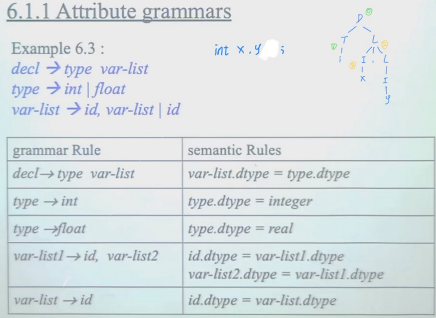 6.1.1 Attribute grammars
Example 6.3 :
decl → type var-list
type → int | float
var-list → id, var-list | id
int x.y s
D
T L
I , L
x I
y
grammar Rule semantic Rules
decl→ type var-list var-list.dtype = type.dtype
type → int type.dtype = integer
type →float type.dtype = real
var-list1→ id, var-list2 id.dtype = var-list1.dtype
var-list2.dtype = var-list1.dtype
var-list → id id.dtype = var-list.dtype